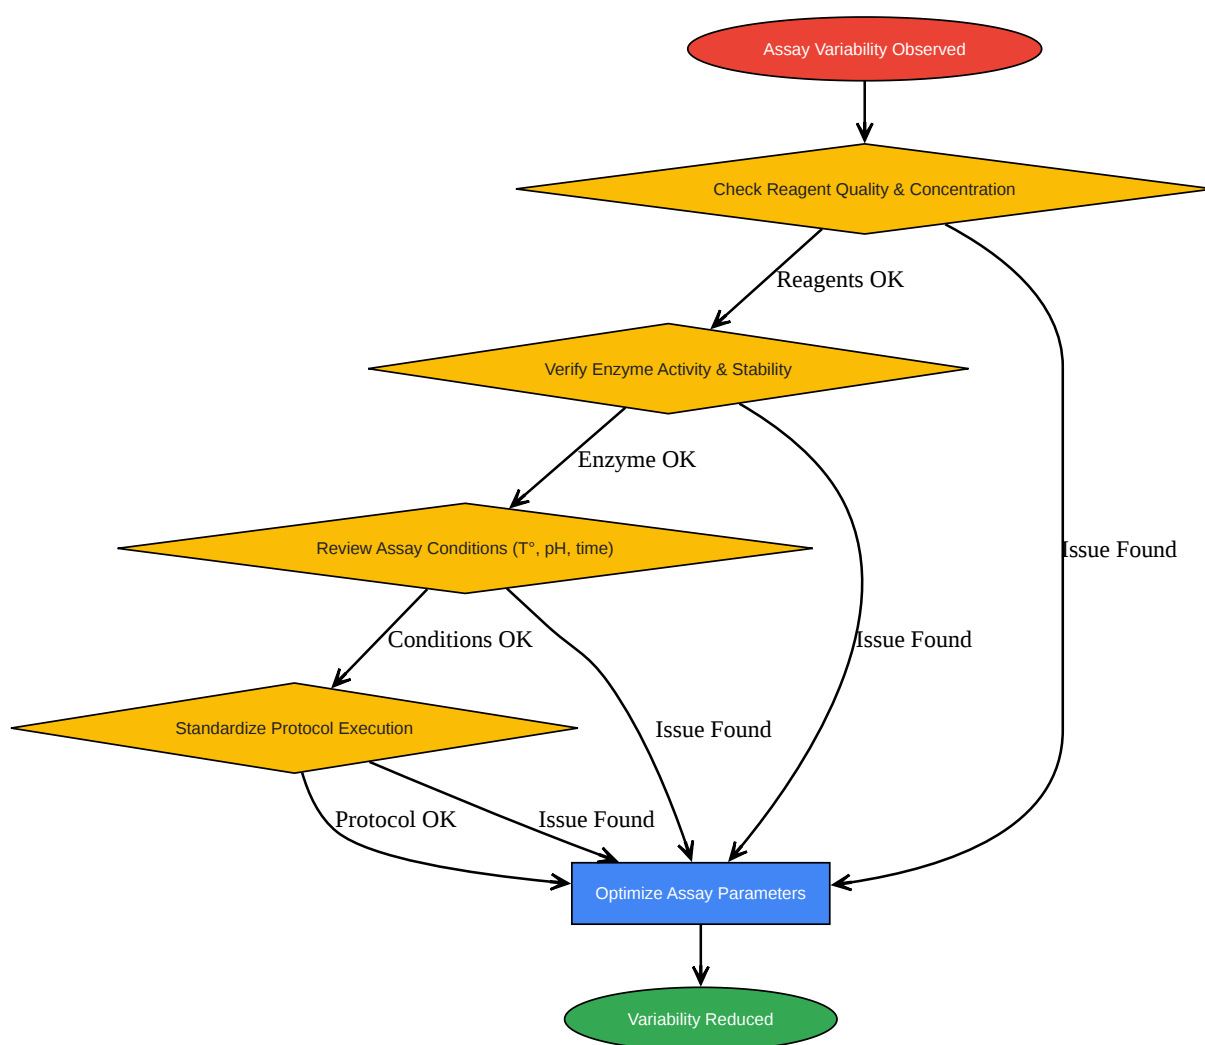 Assay Variability Observed
Check Reagent Quality & Concentration
Reagents OK
Verify Enzyme Activity & Stability
Enzyme OK
Review Assay Conditions (T°, pH, time)
Issue Found
Conditions OK
Issue Found
Standardize Protocol Execution
Issue Found
Protocol OK
Issue Found
Optimize Assay Parameters
Variability Reduced